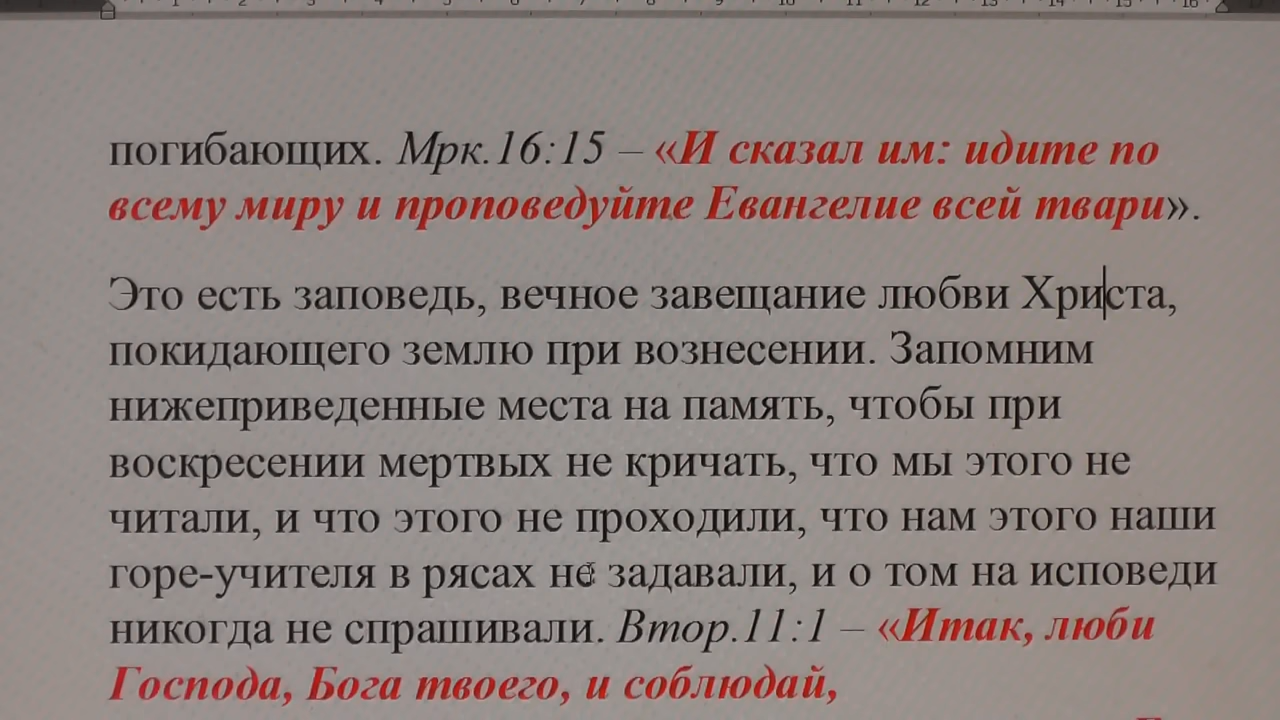 погибающих. Мрк.16:15 – «И сказал им: идите по
всему миру и проповедуйте Евангелие всей твари».
Это есть заповедь, вечное завещание любви Христа,
покидающего землю при вознесении. Запомним
нижеприведенные места на память, чтобы при
воскресении мертвых не кричать, что мы этого не
читали, и что этого не проходили, что нам этого наши
горе-учителя в рясах не задавали, и о том на исповеди
никогда не спрашивали. Втор.11:1 – «Итак, люби
Господа, Бога твоего, и соблюдай,